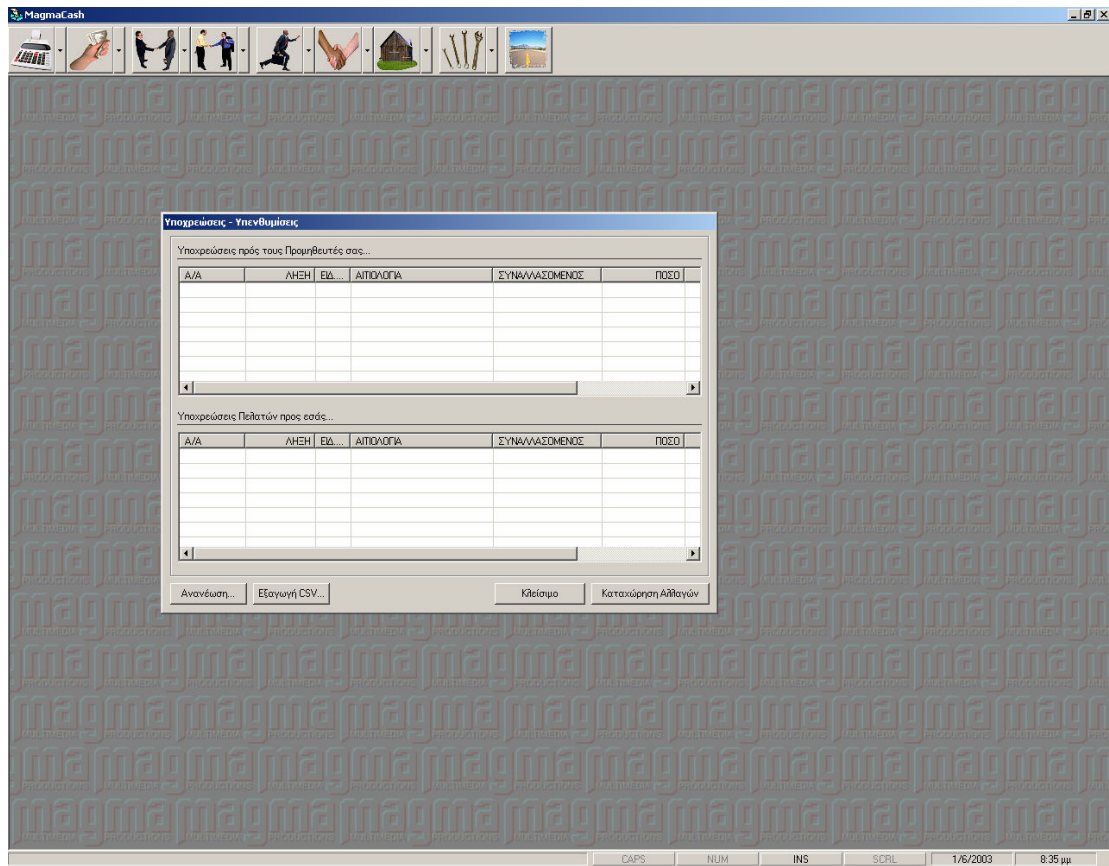 MagmaCash
Υποχρεώσεις - Υπενθυμίσεις
Υποχρεώσεις πρός τους Προμηθευτές σας...
Α/Α ΛΗΞΗ ΕΙΔ... ΑΙΤΙΟΛΟΓΙΑ ΣΥΝΑΛΛΑΣΟΜΕΝΟΣ ΠΟΣΟ
Υποχρεώσεις Πελατών προς εσάς...
Α/Α ΛΗΞΗ ΕΙΔ... ΑΙΤΙΟΛΟΓΙΑ ΣΥΝΑΛΛΑΣΟΜΕΝΟΣ ΠΟΣΟ
Ανανέωση... Εξαγωγή CSV... Κλείσιμο Καταχώρηση Αλλαγών
CAPS NUM INS SCRL 1/6/2003 8:35 μμ